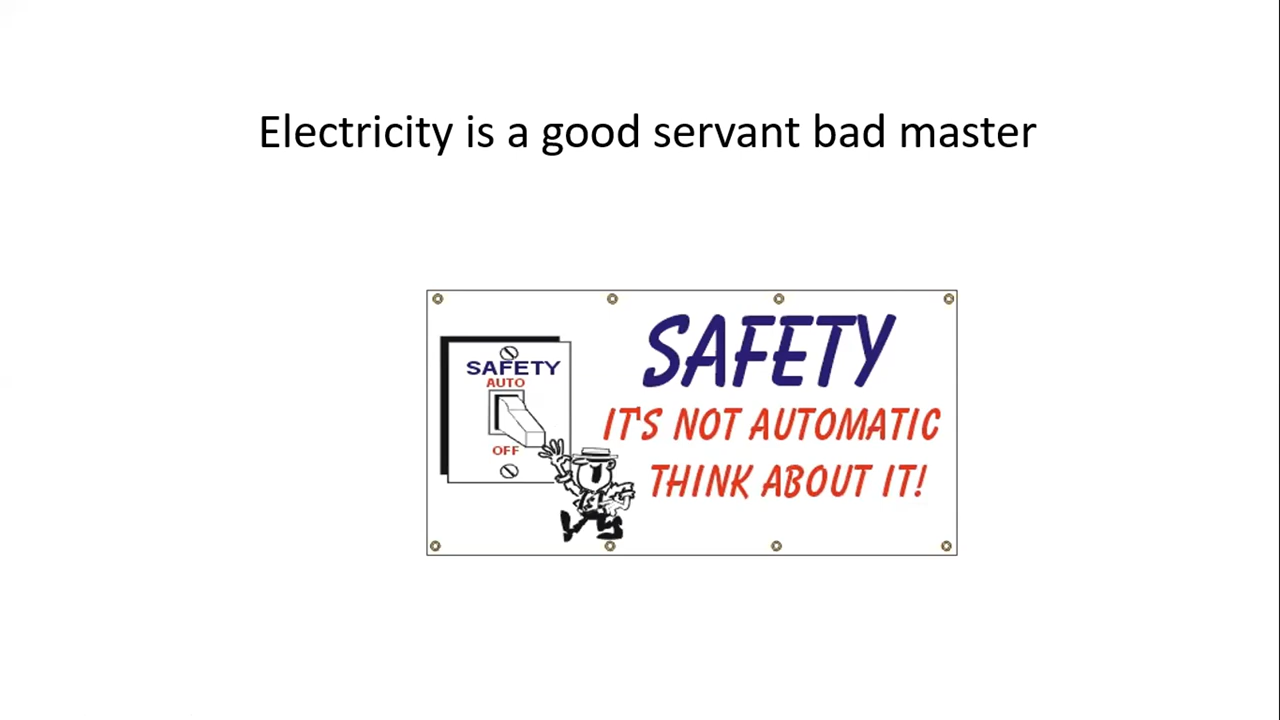 Electricity is a good servant bad master
SAFETY
AUTO
OFF
SAFETY
IT'S NOT AUTOMATIC
THINK ABOUT IT!